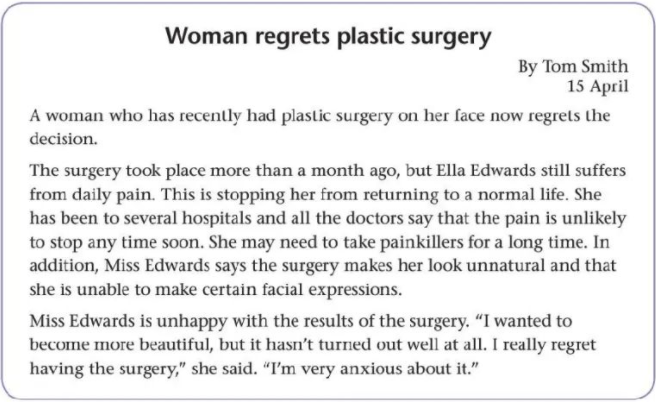 Woman regrets plastic surgery
By Tom Smith
15 April
A woman who has recently had plastic surgery on her face now regrets the
decision.
The surgery took place more than a month ago, but Ella Edwards still suffers
from daily pain. This is stopping her from returning to a normal life. She
has been to several hospitals and all the doctors say that the pain is unlikely
to stop any time soon. She may need to take painkillers for a long time. In
addition, Miss Edwards says the surgery makes her look unnatural and that
she is unable to make certain facial expressions.
Miss Edwards is unhappy with the results of the surgery. “I wanted to
become more beautiful, but it hasn’t turned out well at all. I really regret
having the surgery,” she said. “I’m very anxious about it.”